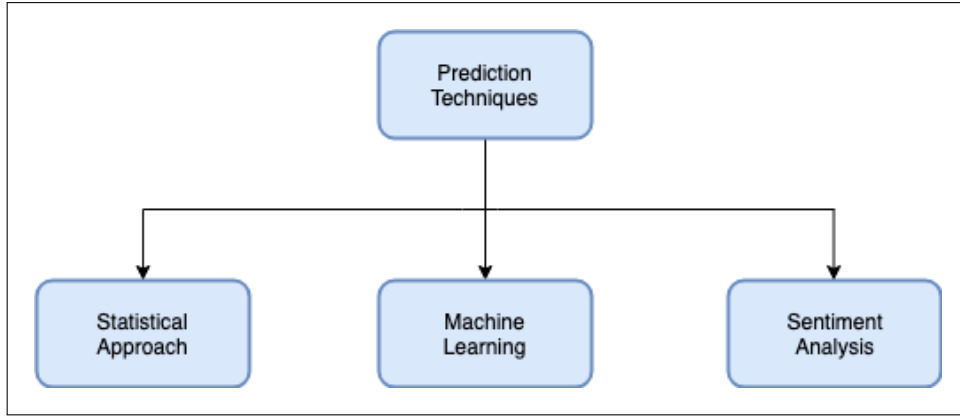 Prediction
Techniques
Statistical
Approach
Machine
Learning
Sentiment
Analysis